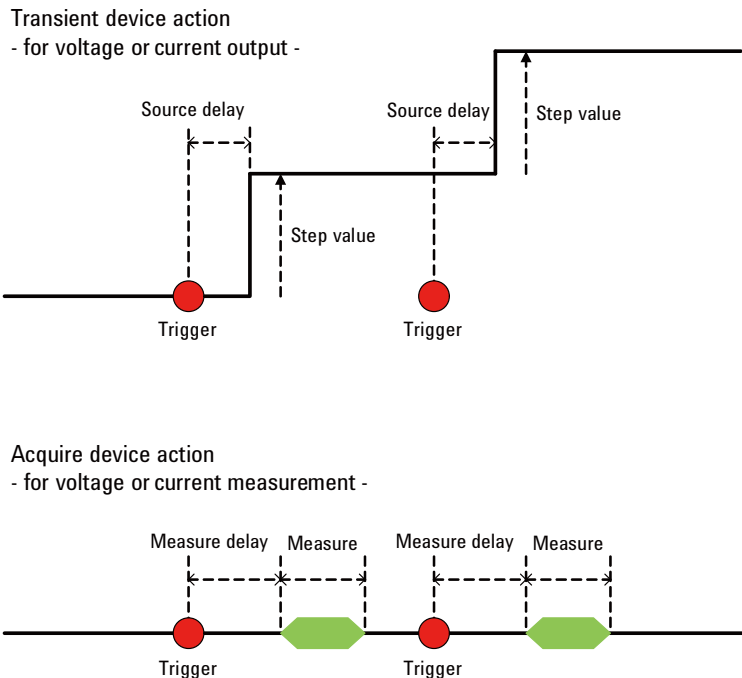 Transient device action
- for voltage or current output -
Source delay
Source delay
Step value
Step value
Trigger
Trigger
Acquire device action
- for voltage or current measurement -
Measure delay
Measure
Measure delay
Measure
Trigger
Trigger